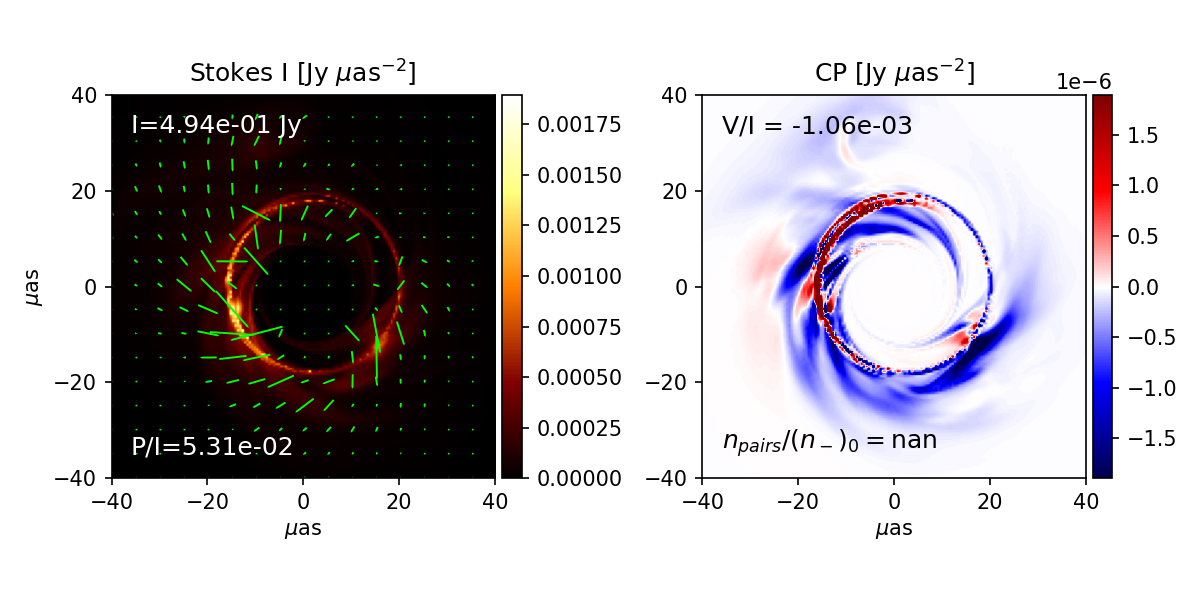 Stokes I [Jy μas⁻²]
I=4.94e-01 Jy
P/I=5.31e-02
40
20
0
−20
−40
μas
−40 −20 0 20 40
μas
0.00175
0.00150
0.00125
0.00100
0.00075
0.00050
0.00025
0.00000
CP [Jy μas⁻²]
1e−6
V/I = -1.06e-03
n_pairs/(n_−)_0 = nan
40
20
0
−20
−40
−40 −20 0 20 40
μas
1.5
1.0
0.5
0.0
−0.5
−1.0
−1.5